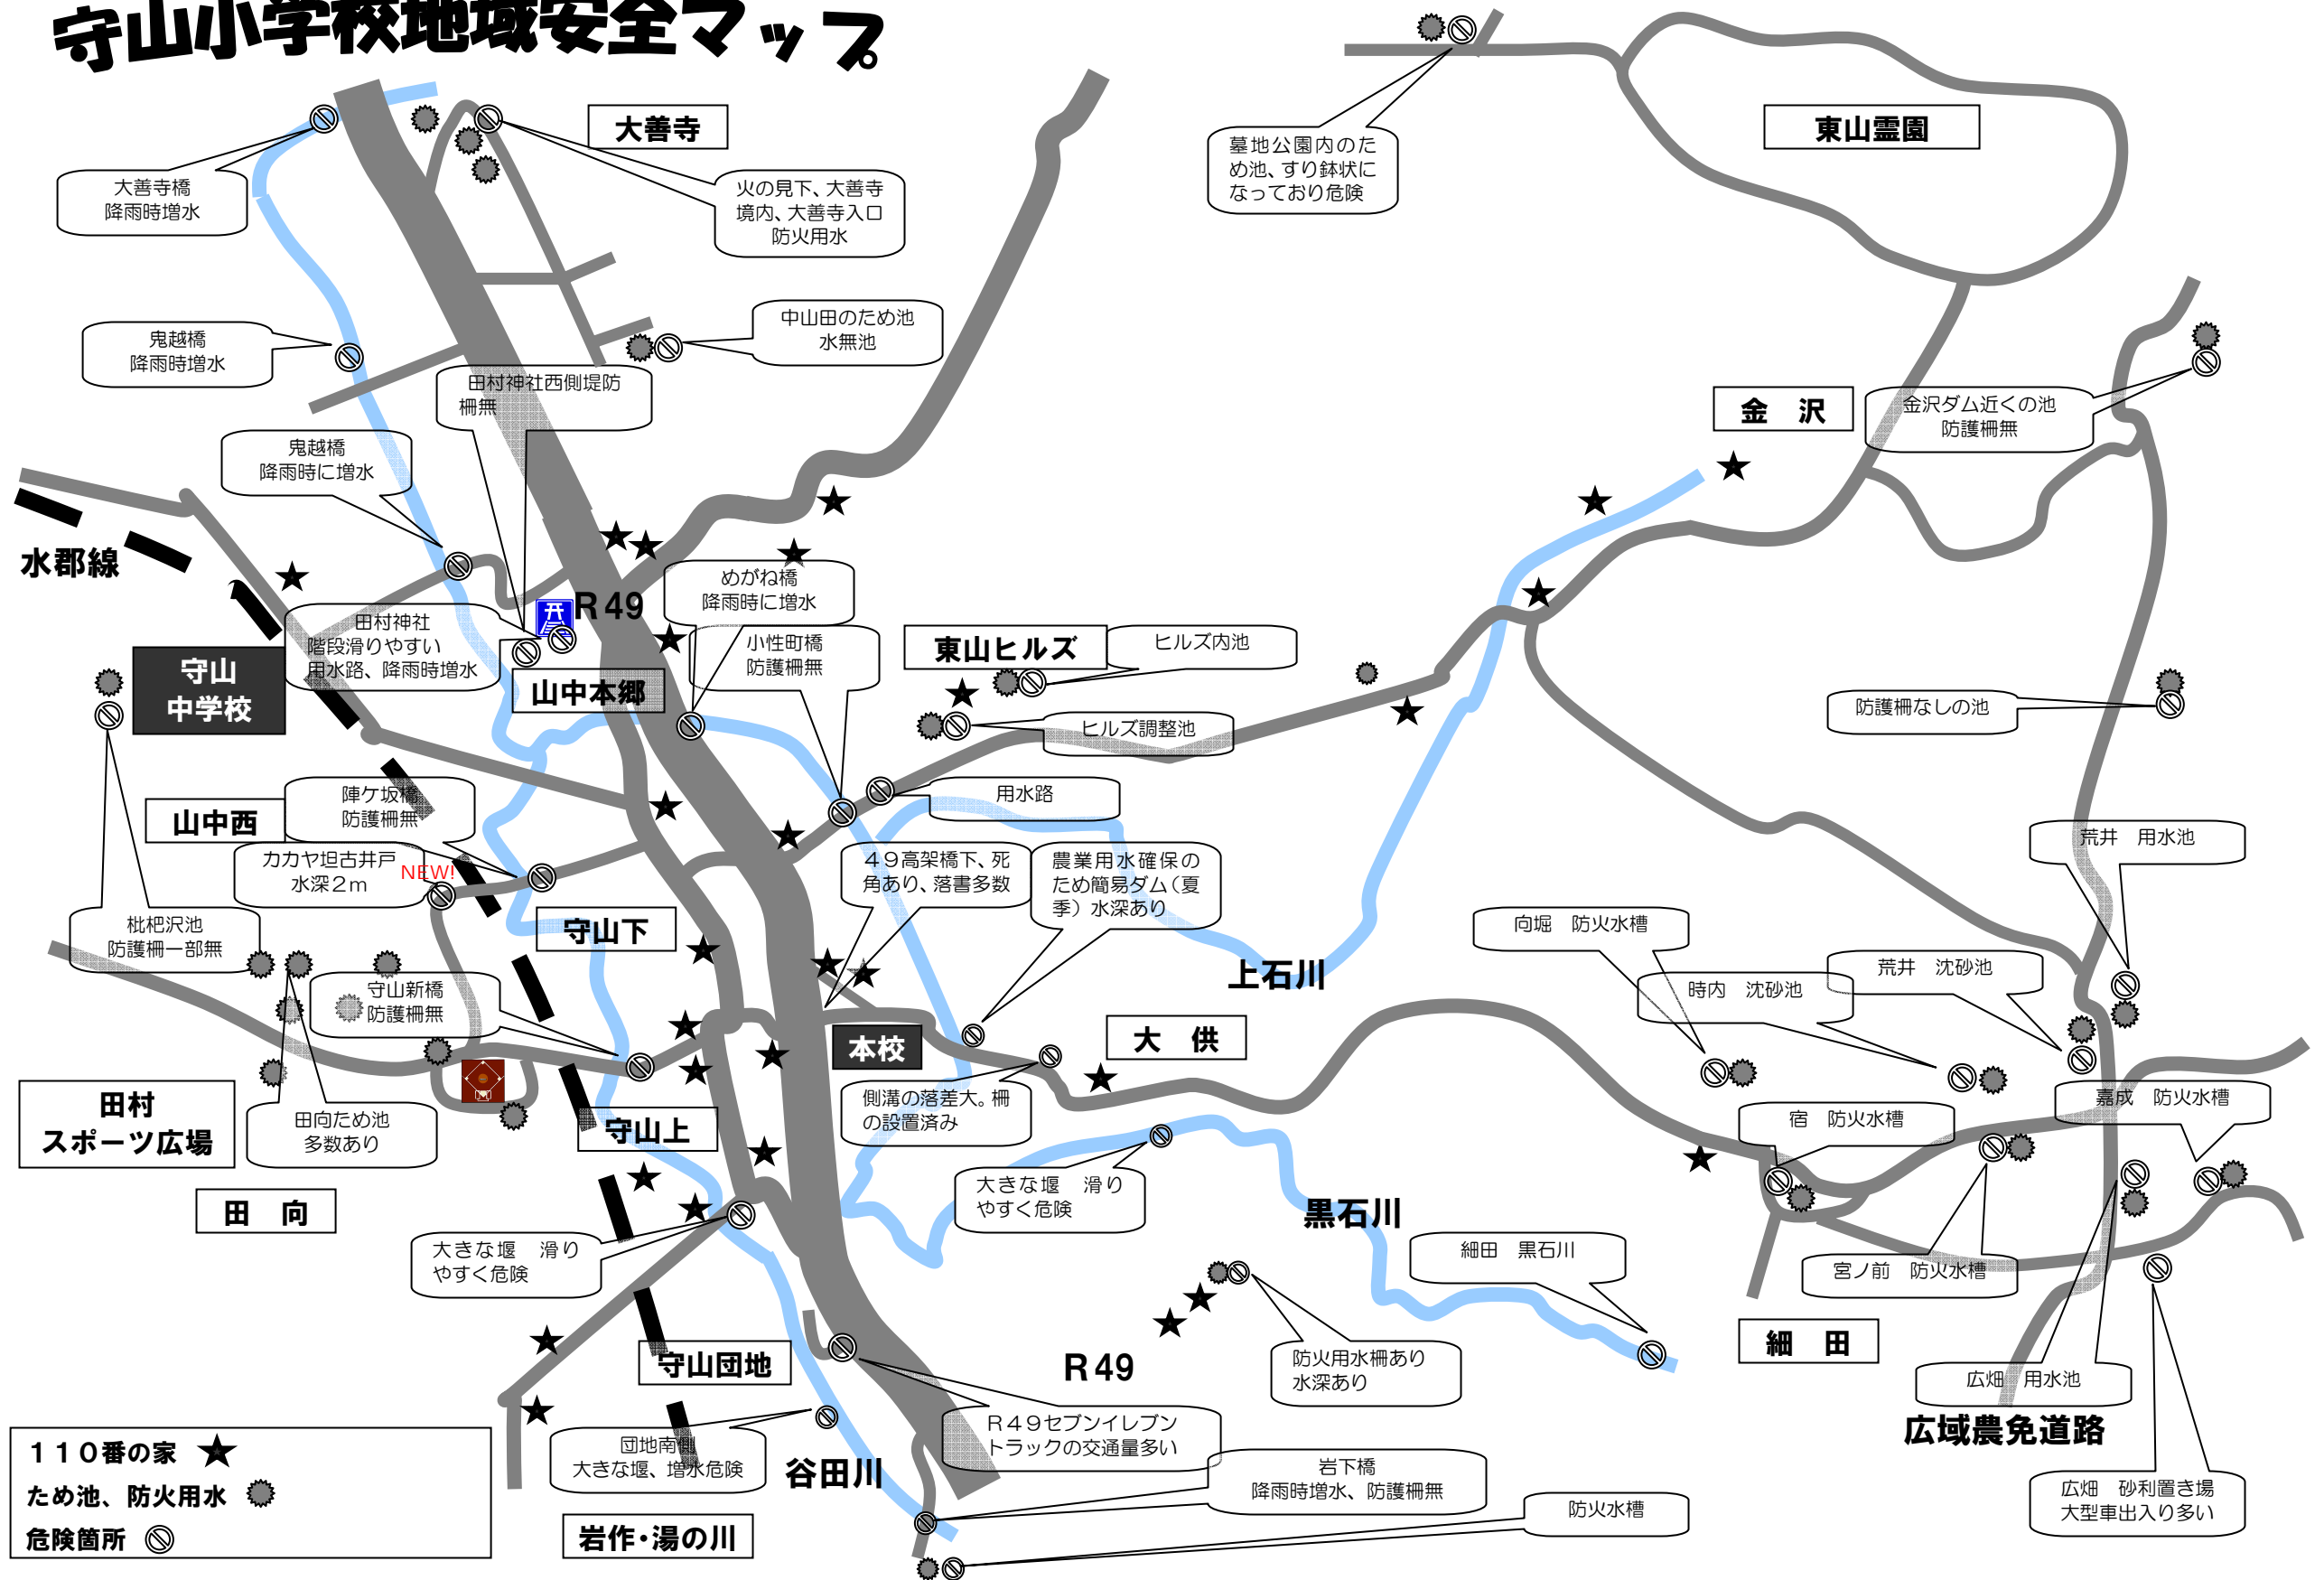 守山小学校地域安全マップ
大善寺
東山霊園
墓地公園内のた
め池、すり鉢状に
なっており危険
大善寺橋
降雨時増水
火の見下、大善寺
境内、大善寺入口
防火用水
鬼越橋
降雨時増水
中山田のため池
水無池
田村神社西側堤防
柵無
金　沢
金沢ダム近くの池
防護柵無
鬼越橋
降雨時に増水
水郡線
めがね橋
降雨時に増水
R 49
田村神社
階段滑りやすい
用水路、降雨時増水
小性町橋
防護柵無
東山ヒルズ
ヒルズ内池
守山
中学校
山中本郷
ヒルズ調整池
防護柵なしの池
陣ケ坂橋
防護柵無
用水路
山中西
荒井　用水池
カカヤ坦古井戸
水深２ｍ
NEW!
４９高架橋下、死
角あり、落書多数
農業用水確保の
ため簡易ダム（夏
季）水深あり
枇杷沢池
防護柵一部無
守山下
向堀　防火水槽
上石川
荒井　沈砂池
時内　沈砂池
守山新橋
防護柵無
本校
大　供
田村
スポーツ広場
田向ため池
多数あり
守山上
側溝の落差大。柵
の設置済み
宿　防火水槽
嘉成　防火水槽
田　向
大きな堰　滑り
やすく危険
黒石川
大きな堰　滑り
やすく危険
細田　黒石川
宮ノ前　防火水槽
守山団地
R 49
防火用水柵あり
水深あり
細　田
広畑　用水池
広域農免道路
Ｒ４９セブンイレブン
トラックの交通量多い
団地南側
大きな堰、増水危険
谷田川
岩下橋
降雨時増水、防護柵無
防火水槽
広畑　砂利置き場
大型車出入り多い
岩作・湯の川
１１０番の家
ため池、防火用水
危険箇所